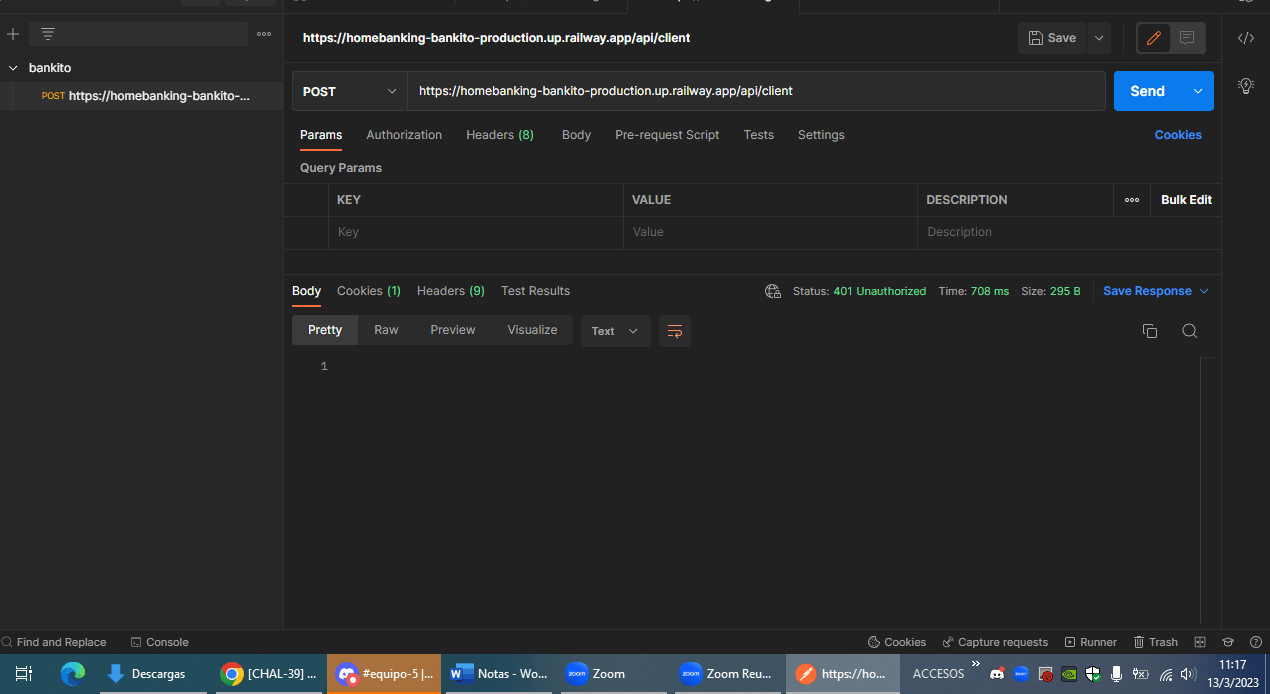 https://homebanking-bankito-production.up.railway.app/api/client
Save
bankito
POST https://homebanking-bankito-...
POST
https://homebanking-bankito-production.up.railway.app/api/client
Send
Params
Authorization
Headers (8)
Body
Pre-request Script
Tests
Settings
Cookies
Query Params
KEY
VALUE
DESCRIPTION
Bulk Edit
Key
Value
Description
Body
Cookies (1)
Headers (9)
Test Results
Status: 401 Unauthorized
Time: 708 ms
Size: 295 B
Save Response
Pretty
Raw
Preview
Visualize
Text
1
Find and Replace
Console
Cookies
Capture requests
Runner
Trash
Descargas
[CHAL-39] ...
#equipo-5 |...
Notas - Wo...
zoom
Zoom
zoom
Zoom Reu...
https://ho...
ACCESOS
11:17
13/3/2023